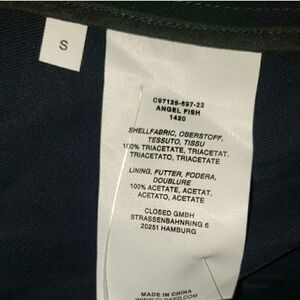 S
C97125-697-22
ANGEL FISH
1420
SHELLFABRIC, OBERSTOFF,
TESSUTO, TISSU
100% TRIACETATE, TRIACETAT,
TRIACETATO, TRIACETATE
LINING, FUTTER, FODERA,
DOUBLURE
100% ACETATE, ACETAT,
ACETATO, ACETATE
CLOSED GMBH
STRASSENBAHNRING 6
20251 HAMBURG
MADE IN CHINA